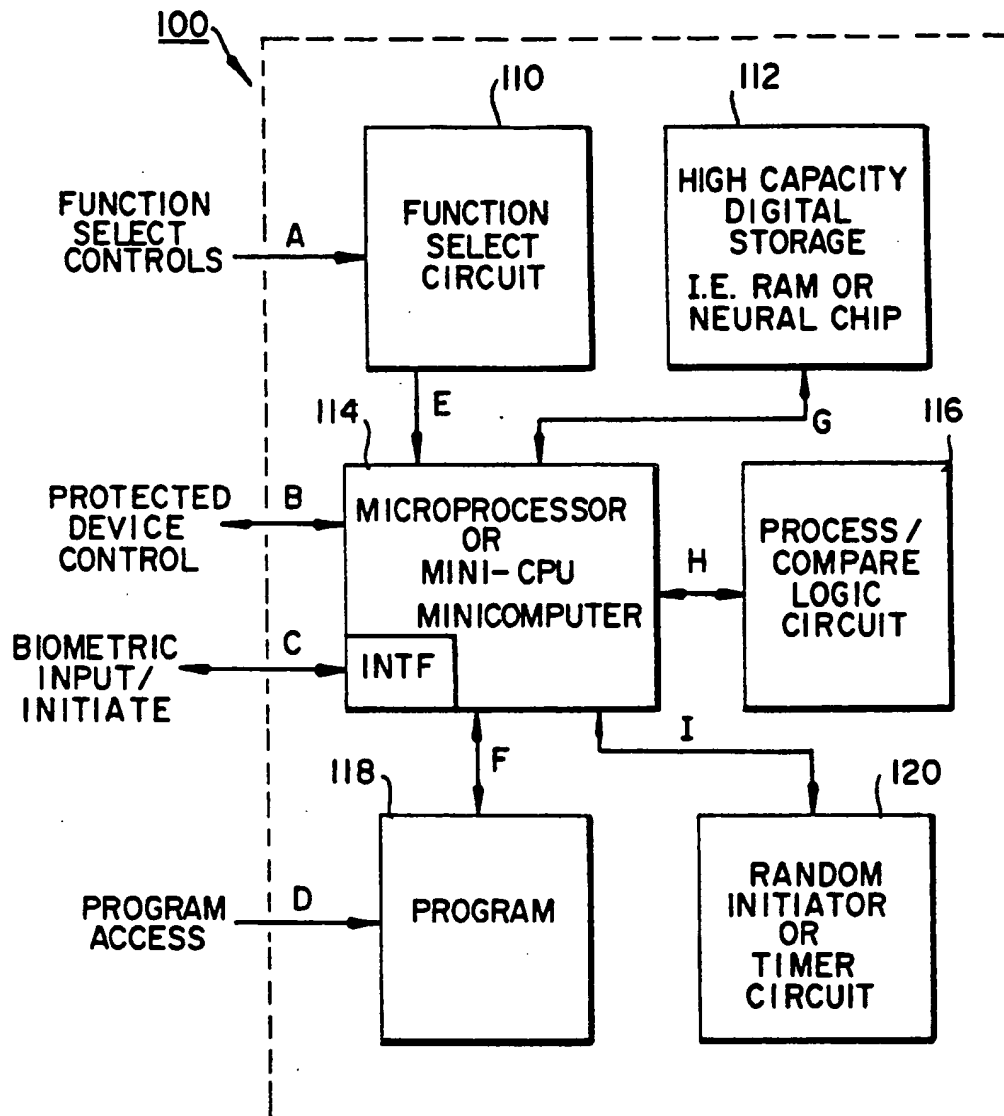 100
110
112
FUNCTION
SELECT
CONTROLS
A
FUNCTION
SELECT
CIRCUIT
HIGH CAPACITY
DIGITAL
STORAGE
I.E. RAM OR
NEURAL CHIP
E
G
114
116
PROTECTED
DEVICE
CONTROL
B
MICROPROCESSOR
OR
MINI-CPU
MINICOMPUTER
H
PROCESS/
COMPARE
LOGIC
CIRCUIT
BIOMETRIC
INPUT/
INITIATE
C
INTF
F
I
118
120
PROGRAM
ACCESS
D
PROGRAM
RANDOM
INITIATOR
OR
TIMER
CIRCUIT